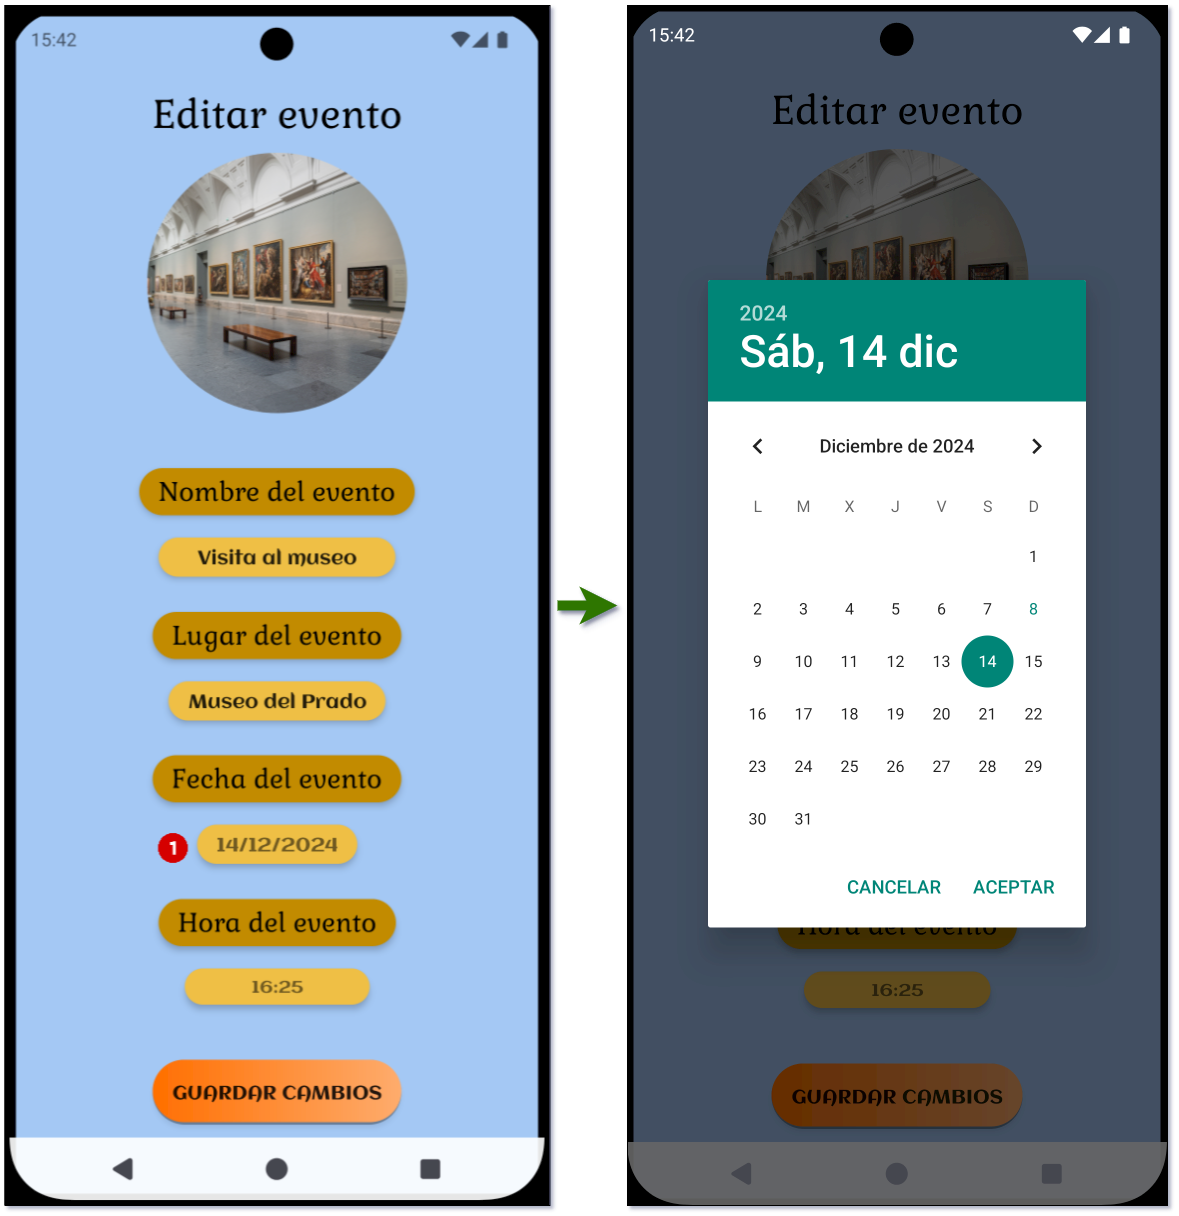 15:42
Editar evento
Nombre del evento
Visita al museo
Lugar del evento
Museo del Prado
Fecha del evento
1 14/12/2024
Hora del evento
16:25
GUARDAR CAMBIOS
15:42
Editar evento
2024
Sáb, 14 dic
Diciembre de 2024
L M X J V S D
1
2 3 4 5 6 7 8
9 10 11 12 13 14 15
16 17 18 19 20 21 22
23 24 25 26 27 28 29
30 31
CANCELAR ACEPTAR
Hora del evento
16:25
GUARDAR CAMBIOS